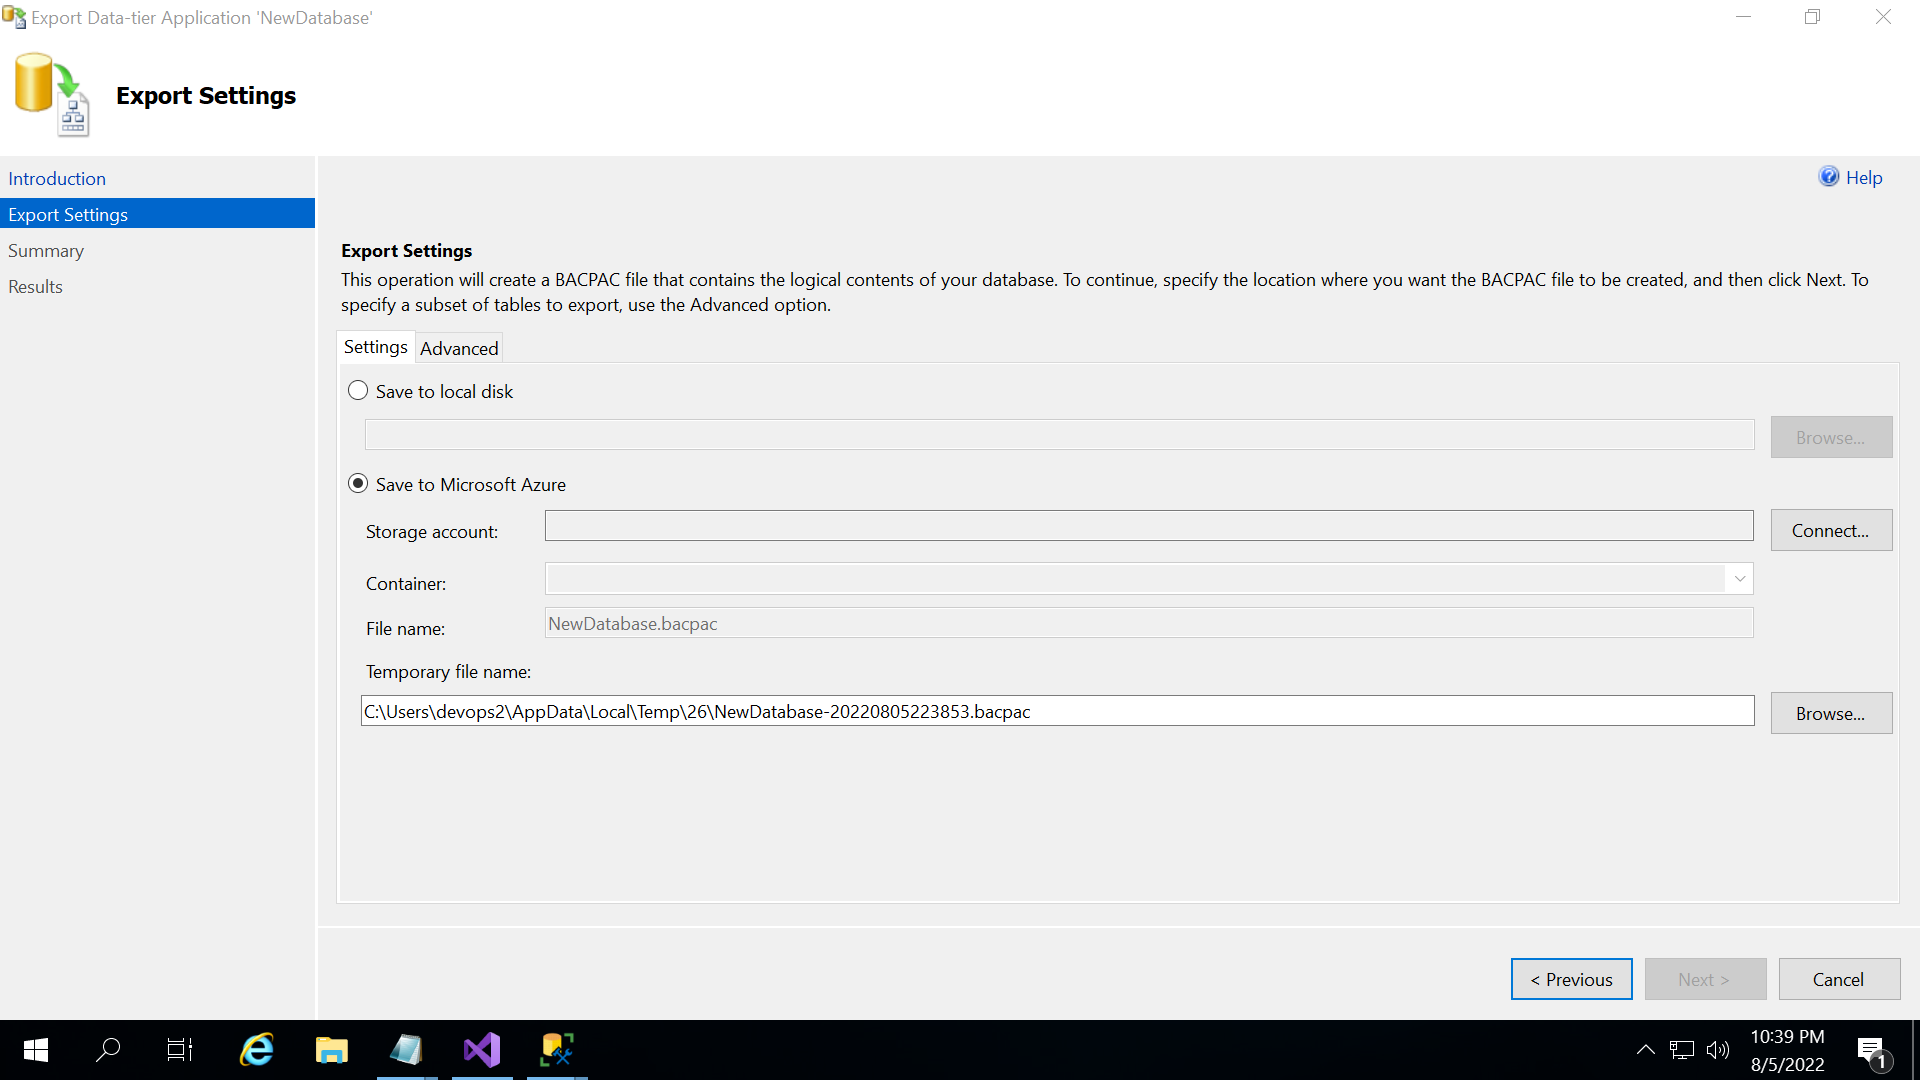 Export Data-tier Application 'NewDatabase'
Export Settings
Introduction
Export Settings
Summary
Results
Help
Export Settings
This operation will create a BACPAC file that contains the logical contents of your database. To continue, specify the location where you want the BACPAC file to be created, and then click Next. To
specify a subset of tables to export, use the Advanced option.
Settings Advanced
Save to local disk
Browse...
Save to Microsoft Azure
Storage account:
Connect...
Container:
File name: NewDatabase.bacpac
Temporary file name:
C:\Users\devops2\AppData\Local\Temp\26\NewDatabase-20220805223853.bacpac
Browse...
< Previous Next > Cancel
10:39 PM
8/5/2022
1